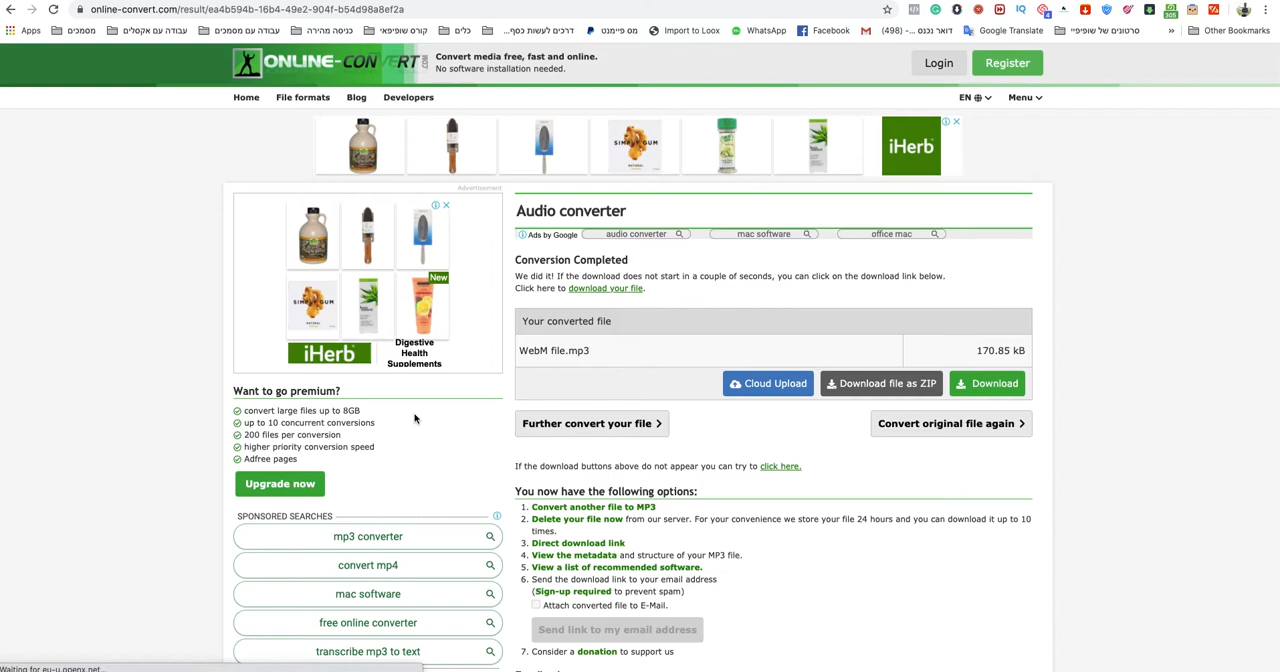 online-convert.com/result/ea4b594b-16b4-49e2-904f-b54d98a8ef2a
305
Apps
מסמכים
עבודה עם אקסלים
עבודה עם מסמכים
כניסה מהירה
קורס שופיפאי
כלים
דרכים לעשות כסף...
מס פיימנט
Import to Loox
WhatsApp
Facebook
דואר נכנס - (498)...
Google Translate
סרטונים של שופיפיי
»
Other Bookmarks
ONLINE-CONVERT
.COM
Convert media free, fast and online.
No software installation needed.
Login
Register
Home
File formats
Blog
Developers
EN
Menu
SIMPLY GUM
iHerb
Advertisement
New
SIMPLY GUM
iHerb
Digestive
Health
Supplements
Audio converter
Ads by Google
audio converter
mac software
office mac
Conversion Completed
We did it! If the download does not start in a couple of seconds, you can click on the download link below.
Click here to download your file.
Your converted file
WebM file.mp3
170.85 kB
Cloud Upload
Download file as ZIP
Download
Further convert your file
Convert original file again
If the download buttons above do not appear you can try to click here.
You now have the following options:
1. Convert another file to MP3
2. Delete your file now from our server. For your convenience we store your file 24 hours and you can download it up to 10
times.
3. Direct download link
4. View the metadata and structure of your MP3 file.
5. View a list of recommended software.
6. Send the download link to your email address
(Sign-up required to prevent spam)
Attach converted file to E-Mail.
Send link to my email address
7. Consider a donation to support us
Want to go premium?
convert large files up to 8GB
up to 10 concurrent conversions
200 files per conversion
higher priority conversion speed
Adfree pages
Upgrade now
SPONSORED SEARCHES
mp3 converter
convert mp4
mac software
free online converter
transcribe mp3 to text
Waiting for eu-u.openx.net...